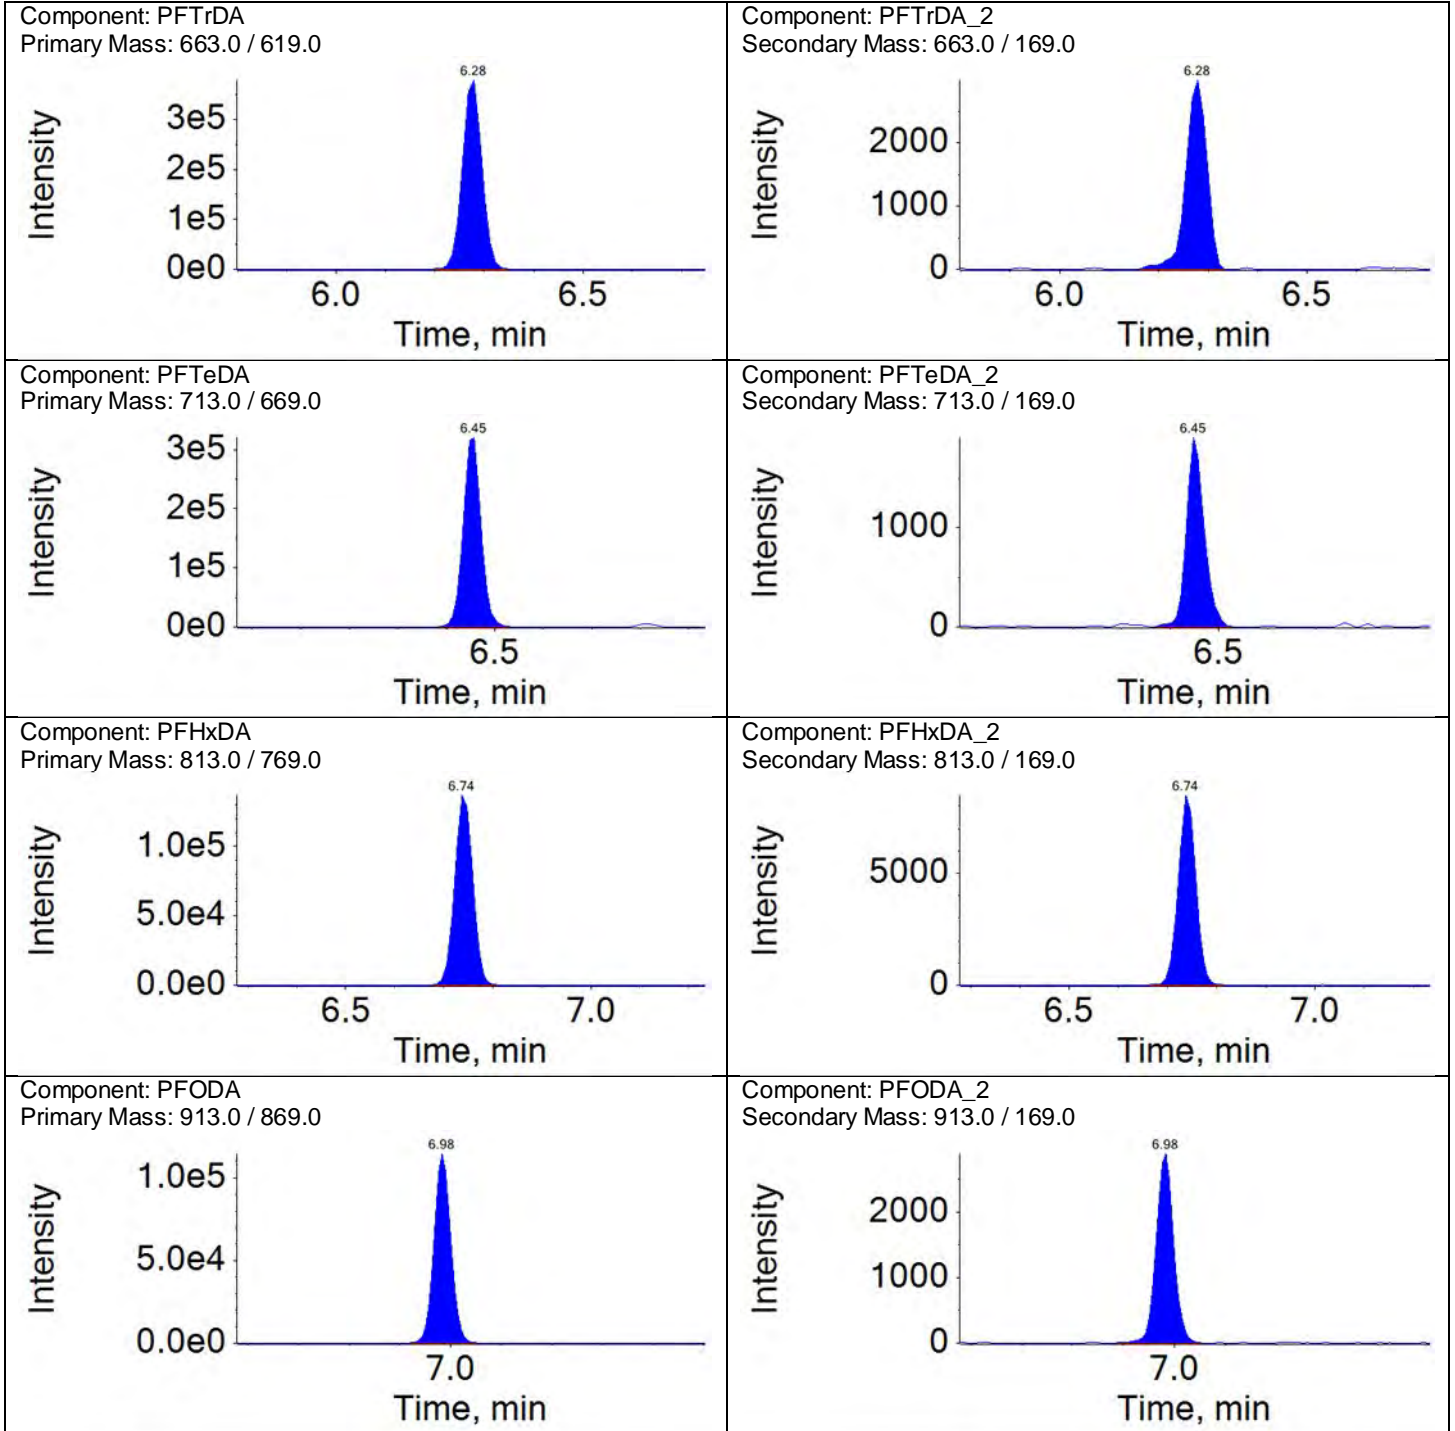 Component: PFTrDA
Primary Mass: 663.0 / 619.0
6.28
Intensity
3e5
2e5
1e5
0e0
6.0 6.5
Time, min
Component: PFTrDA_2
Secondary Mass: 663.0 / 169.0
6.28
Intensity
2000
1000
0
6.0 6.5
Time, min
Component: PFTeDA
Primary Mass: 713.0 / 669.0
6.45
Intensity
3e5
2e5
1e5
0e0
6.5
Time, min
Component: PFTeDA_2
Secondary Mass: 713.0 / 169.0
6.45
Intensity
1000
0
6.5
Time, min
Component: PFHxDA
Primary Mass: 813.0 / 769.0
6.74
Intensity
1.0e5
5.0e4
0.0e0
6.5 7.0
Time, min
Component: PFHxDA_2
Secondary Mass: 813.0 / 169.0
6.74
Intensity
5000
0
6.5 7.0
Time, min
Component: PFODA
Primary Mass: 913.0 / 869.0
6.98
Intensity
1.0e5
5.0e4
0.0e0
7.0
Time, min
Component: PFODA_2
Secondary Mass: 913.0 / 169.0
6.98
Intensity
2000
1000
0
7.0
Time, min